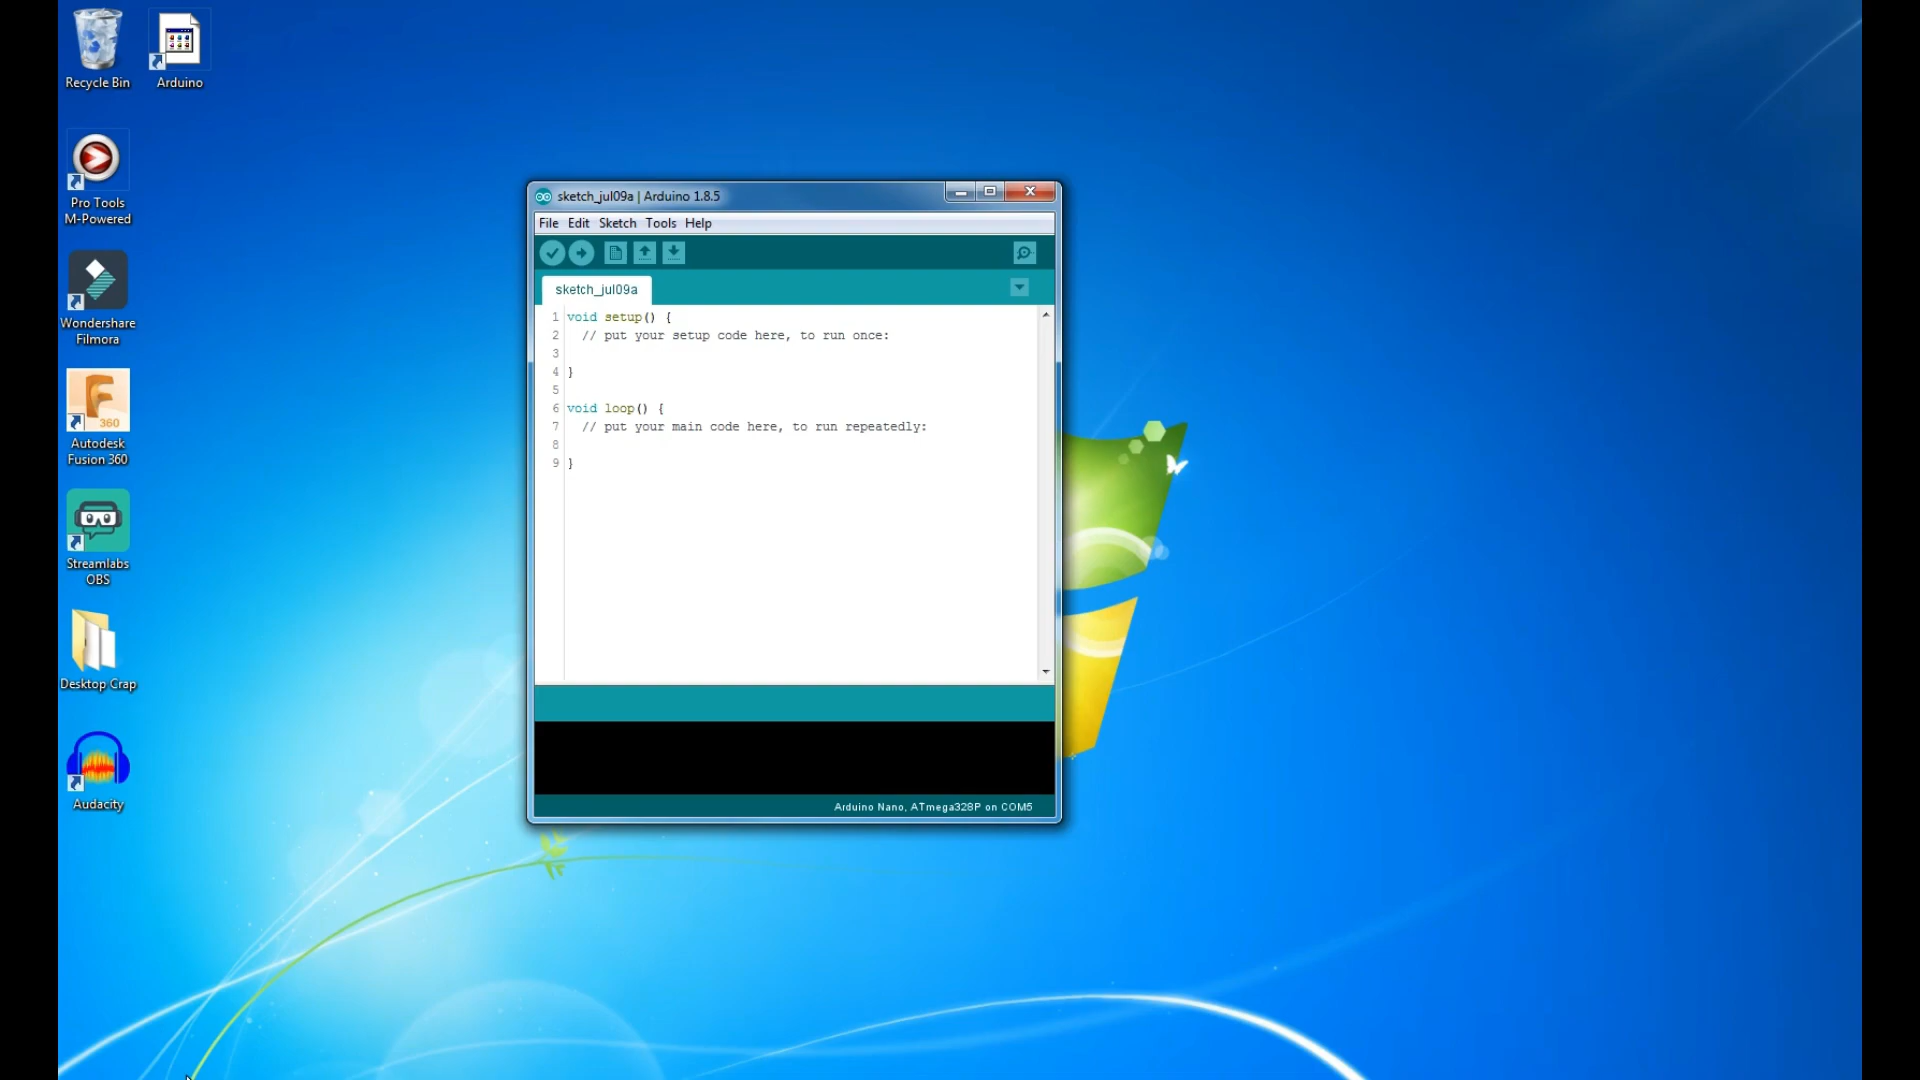 Recycle Bin
Arduino
Pro Tools
M-Powered
Wondershare
Filmora
360
Autodesk
Fusion 360
Streamlabs
OBS
Desktop Crap
Audacity
sketch_jul09a | Arduino 1.8.5
File Edit Sketch Tools Help
sketch_jul09a
1 void setup() {
2 // put your setup code here, to run once:
3
4 }
5
6 void loop() {
7 // put your main code here, to run repeatedly:
8
9 }
Arduino Nano, ATmega328P on COM5